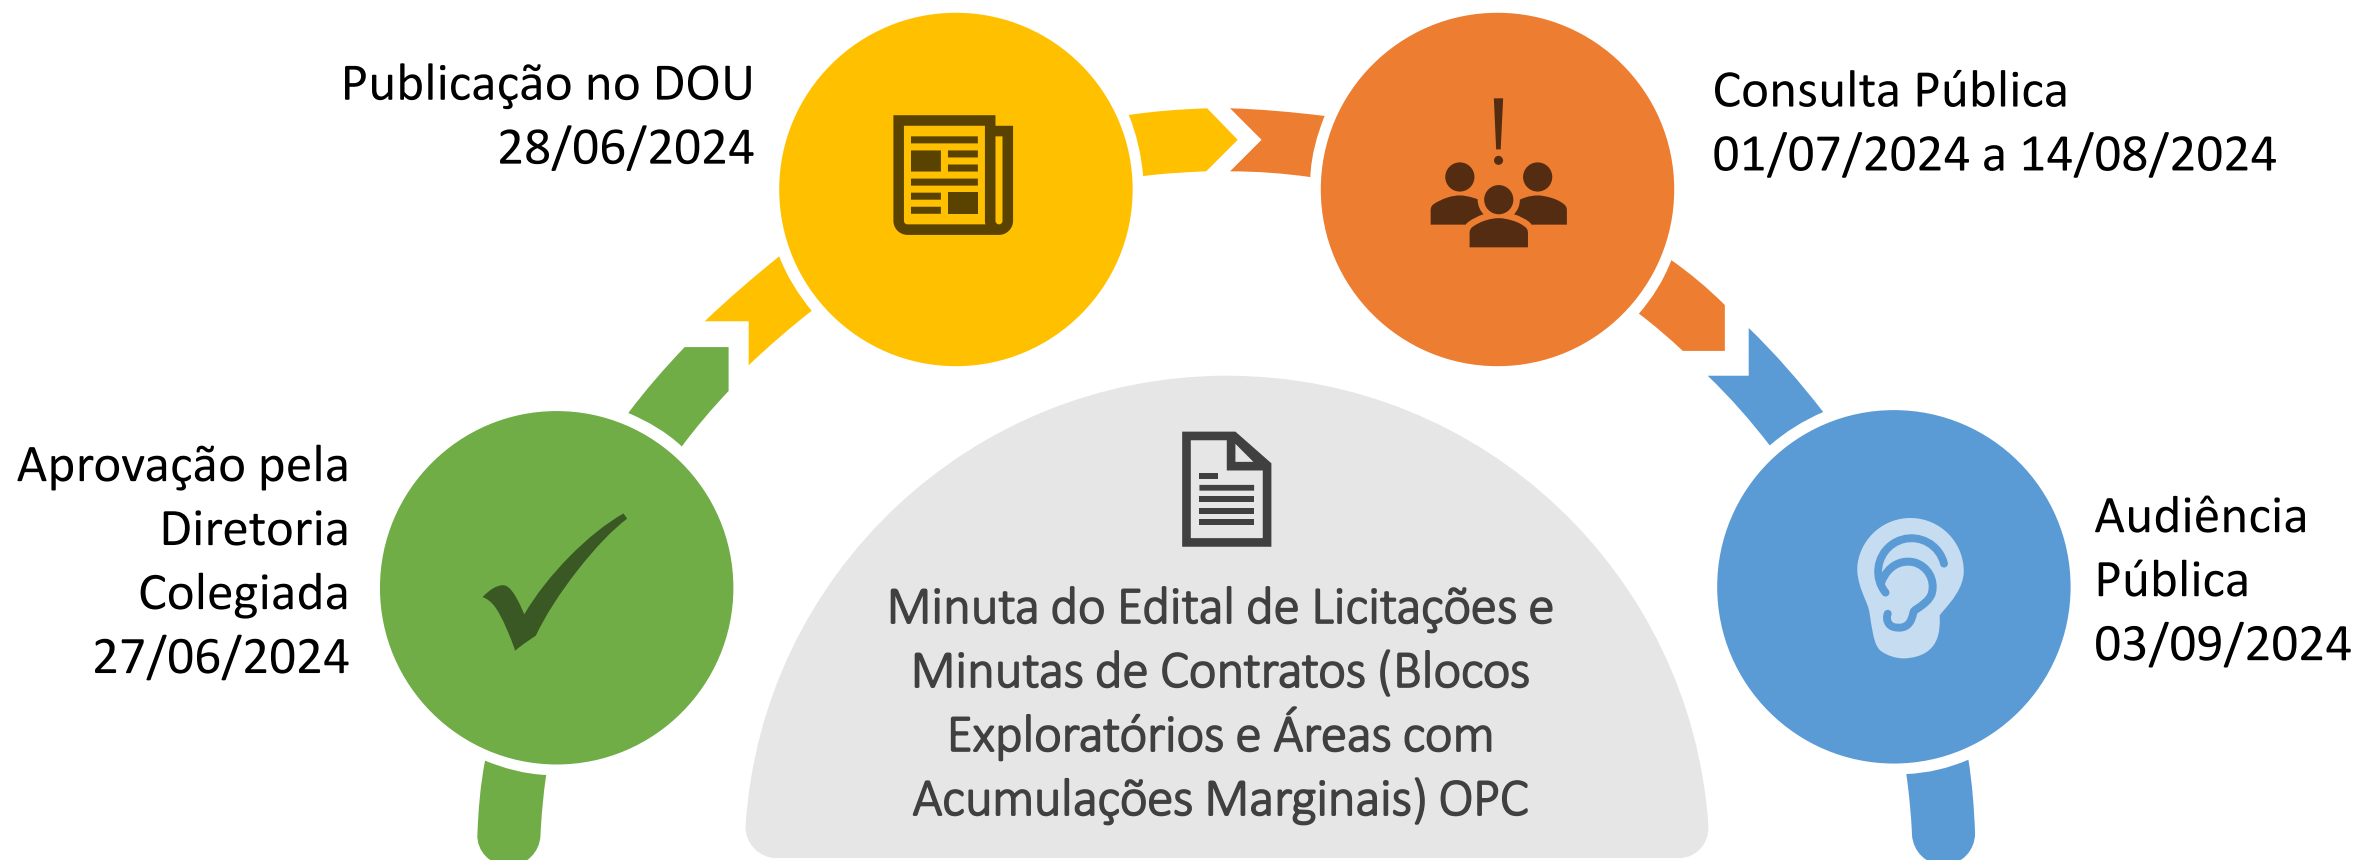 Publicação no DOU
28/06/2024
Consulta Pública
01/07/2024 a 14/08/2024
Aprovação pela
Diretoria
Colegiada
27/06/2024
Audiência
Pública
03/09/2024
Minuta do Edital de Licitações e
Minutas de Contratos (Blocos
Exploratórios e Áreas com
Acumulações Marginais) OPC